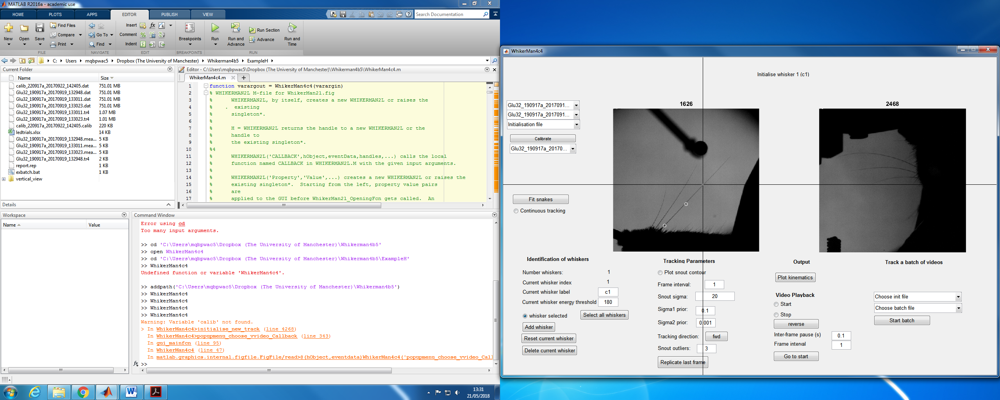 MATLAB R2016a - academic use
HOME PLOTS APPS EDITOR PUBLISH VIEW
Search Documentation
New Open Save
Find Files
Compare
Print
Go To
Find
Insert fx
Comment
Indent
Breakpoints
Run
Run and Advance
Run Section
Advance
Run and Time
FILE NAVIGATE EDIT BREAKPOINTS RUN
C: Users mqbpwac5 Dropbox (The University of Manchester) Whikerman4b5 ExampleH
Current Folder
Name Size
calib_220917a_20170922_142405.dat 751.01 MB
Glu32_190917a_20170919_132948.dat 751.01 MB
Glu32_190917a_20170919_133011.dat 751.01 MB
Glu32_190917a_20170919_133023.dat 751.01 MB
Glu32_190917a_20170919_133011.tr4 1.07 MB
Glu32_190917a_20170919_133023.tr4 1.01 MB
calib_220917a_20170922_142405.calib 220 KB
ledtrials.xlsx 14 KB
Glu32_190917a_20170919_132948.mea... 5 KB
Glu32_190917a_20170919_133011.mea... 5 KB
Glu32_190917a_20170919_133023.mea... 5 KB
Glu32_190917a_20170919_132948.tr4 2 KB
report.rep 1 KB
exbatch.bat 1 KB
vertical_view
Details
Workspace
Name Value
Editor - C:\Users\mqbpwac5\Dropbox (The University of Manchester)\Whikerman4b5\WhikerMan4c4.m
WhikerMan4c4.m
1 function varargout = WhikerMan4c4(varargin)
2 % WHIKERMAN2L M-file for WhikerMan2l.fig
3 % WHIKERMAN2L, by itself, creates a new WHIKERMAN2L or raises the
4 % . existing
5 % singleton*.
6 %
7 % H = WHIKERMAN2L returns the handle to a new WHIKERMAN2L or the
8 % handle to
9 % the existing singleton*.
10 %4
11 % WHIKERMAN2L('CALLBACK',hObject,eventData,handles,...) calls the local
12 % function named CALLBACK in WHIKERMAN2L.M with the given input arguments.
13 %
14 % WHIKERMAN2L('Property','Value',...) creates a new WHIKERMAN2L or raises the
15 % existing singleton*. Starting from the left, property value pairs
16 % are
17 % applied to the GUI before WhikerMan2l_OpeningFcn gets called. An
Command Window
Error using cd
Too many input arguments.
>> cd 'C:\Users\mqbpwac5\Dropbox (The University of Manchester)\Whikerman4b5'
>> open WhikerMan4c4
>> cd 'C:\Users\mqbpwac5\Dropbox (The University of Manchester)\Whikerman4b5\ExampleH'
>> WhikerMan4c4
Undefined function or variable 'WhikerMan4c4'.
>> addpath('C:\Users\mqbpwac5\Dropbox (The University of Manchester)\Whikerman4b5')
>> WhikerMan4c4
>> WhikerMan4c4
>> WhikerMan4c4
>> WhikerMan4c4
Warning: Variable 'calib' not found.
> In WhikerMan4c4>initialise_new_track (line 4268)
In WhikerMan4c4>popupmenu_choose_vvideo_Callback (line 343)
In gui_mainfcn (line 95)
In WhikerMan4c4 (line 47)
In matlab.graphics.internal.figfile.FigFile/read>@(hObject,eventdata)WhikerMan4c4('popupmenu_choose_vvideo_Call
fx >>
13:31
21/05/2018
WhikerMan4c4
Initialise whisker 1 (c1)
Glu32_190917a_2017091...
Glu32_190917a_2017091...
Initialisation file
Calibrate
Glu32_190917a_20170...
1626
2468
Fit snakes
Continuous tracking
Identification of whiskers
Number whiskers: 1
Current whisker index 1
Current whisker label c1
Current whisker energy threshold 180
whisker selected Select all whiskers
Add whisker
Reset current whisker
Delete current whisker
Tracking Parameters
Plot snout contour
Frame interval: 1
Snout sigma: 20
Sigma1 prior: 0.1
Sigma2 prior: 0.001
Tracking direction: fwd
Snout outliers: 3
Replicate last frame
Output
Plot kinematics
Video Playback
Start
Stop
reverse
Inter-frame pause (s) 0.1
Frame interval 1
Go to start
Track a batch of videos
Choose init file
Choose batch file
Start batch